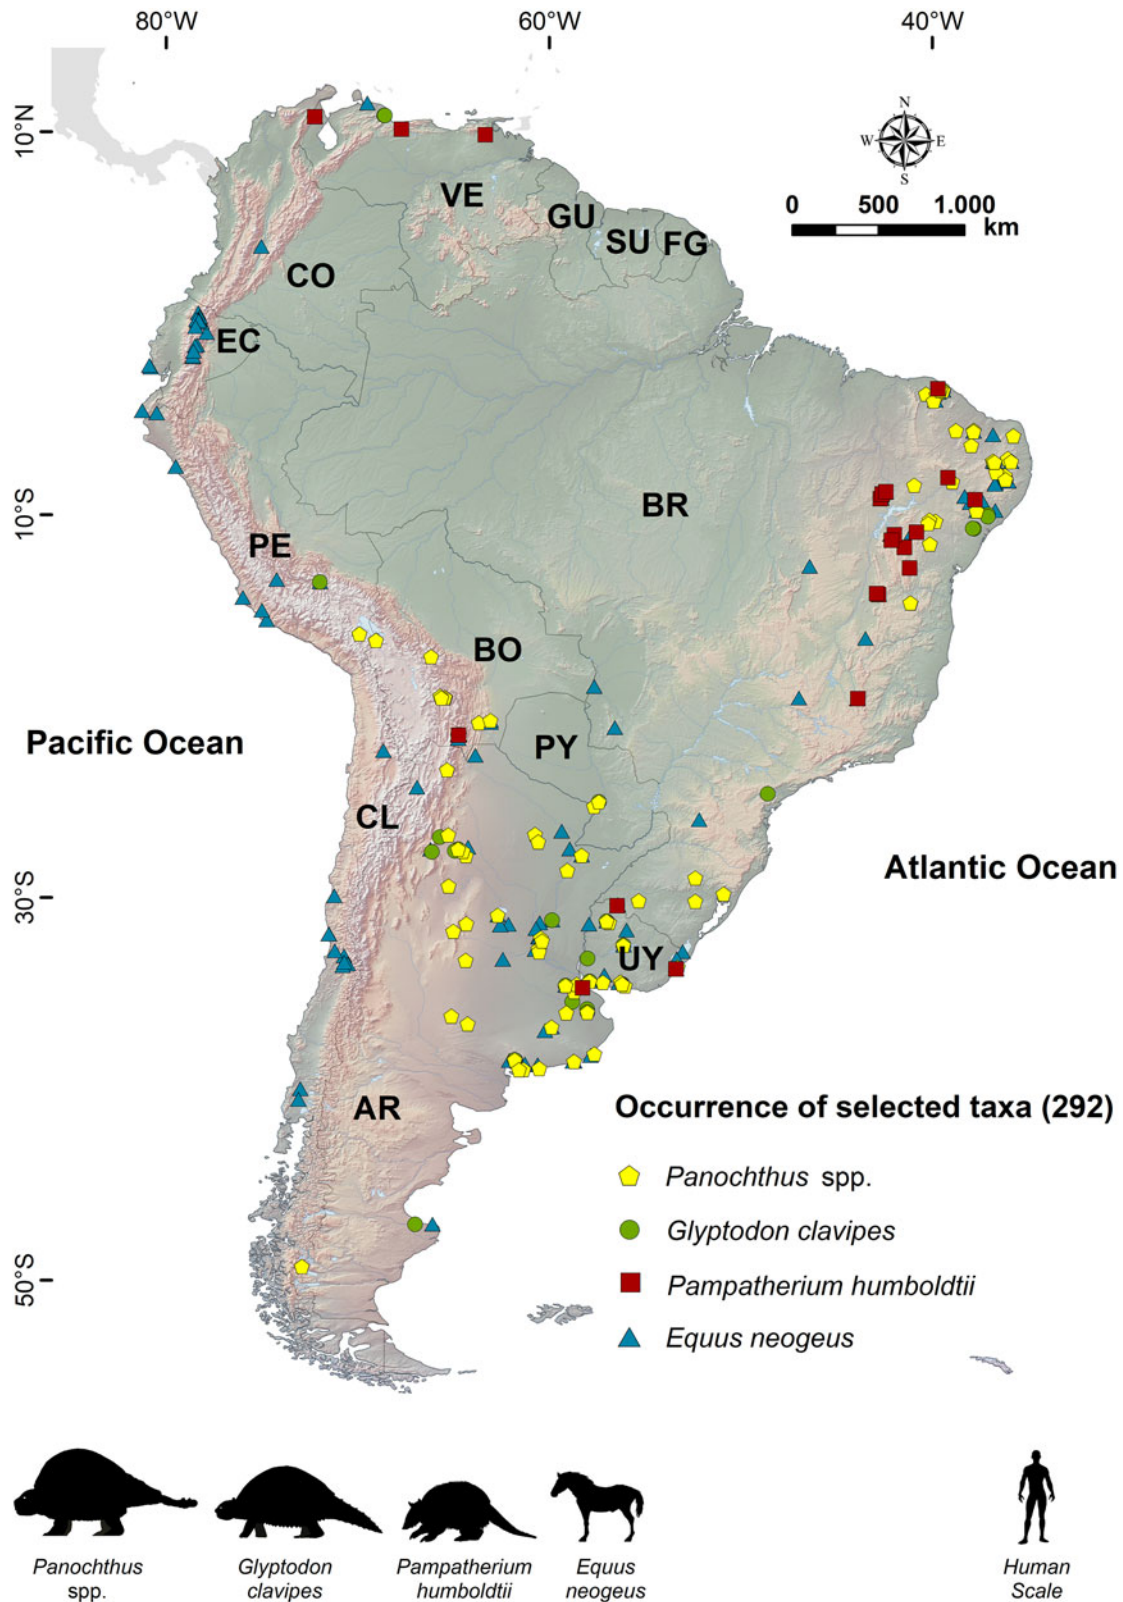 80°W
60°W
40°W
10°N
N
W
E
S
0
500
1.000
km
VE
GU
SU
FG
CO
EC
BR
10°S
PE
BO
Pacific Ocean
PY
CL
Atlantic Ocean
30°S
UY
AR
Occurrence of selected taxa (292)
Panochthus spp.
Glyptodon clavipes
Pampatherium humboldtii
Equus neogeus
50°S
Panochthus
spp.
Glyptodon
clavipes
Pampatherium
humboldtii
Equus
neogeus
Human
Scale